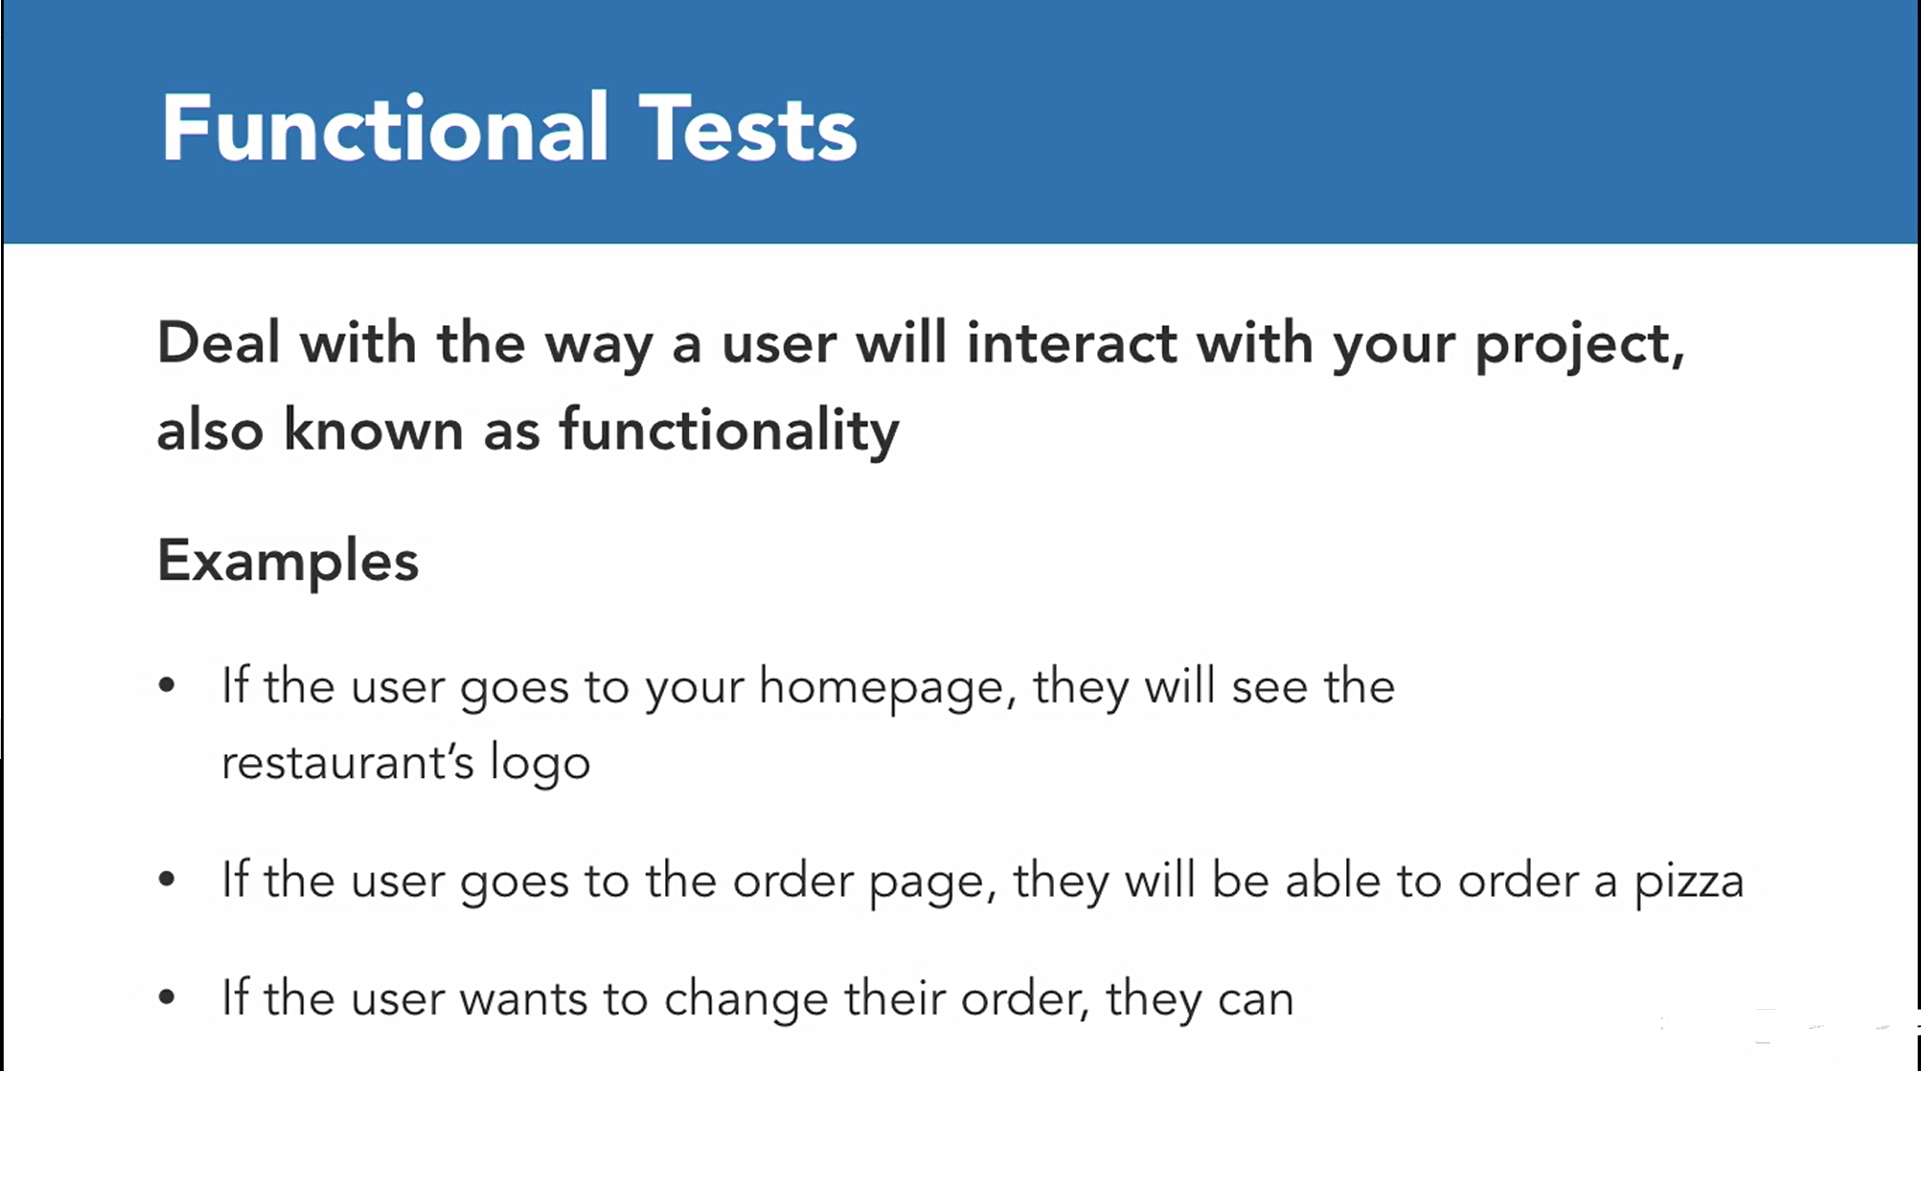 Functional Tests
Deal with the way a user will interact with your project,
also known as functionality
Examples
• If the user goes to your homepage, they will see the
restaurant’s logo
• If the user goes to the order page, they will be able to order a pizza
• If the user wants to change their order, they can